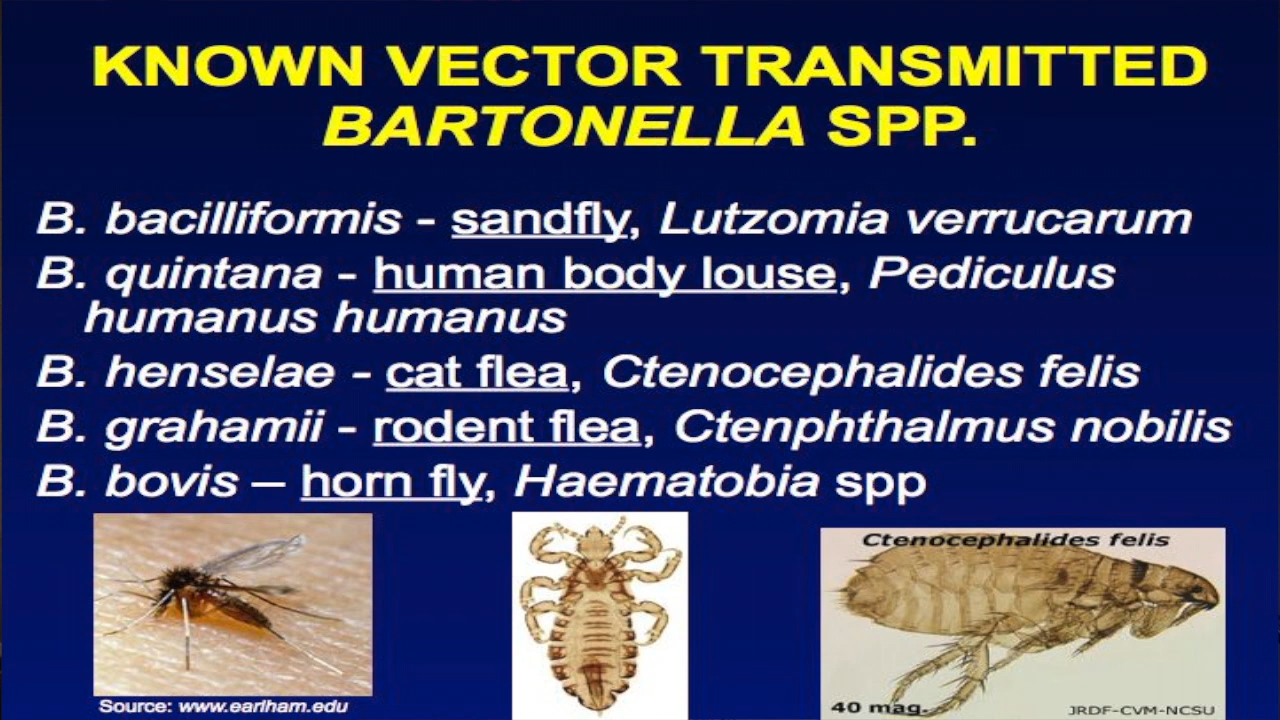 KNOWN VECTOR TRANSMITTED
BARTONELLA SPP.
B. bacilliformis - sandfly, Lutzomia verrucarum
B. quintana - human body louse, Pediculus
humanus humanus
B. henselae - cat flea, Ctenocephalides felis
B. grahamii - rodent flea, Ctenphthalmus nobilis
B. bovis – horn fly, Haematobia spp
Ctenocephalides felis
40 mag.
JRDF-CVM-NCSU
Source: www.earlham.edu